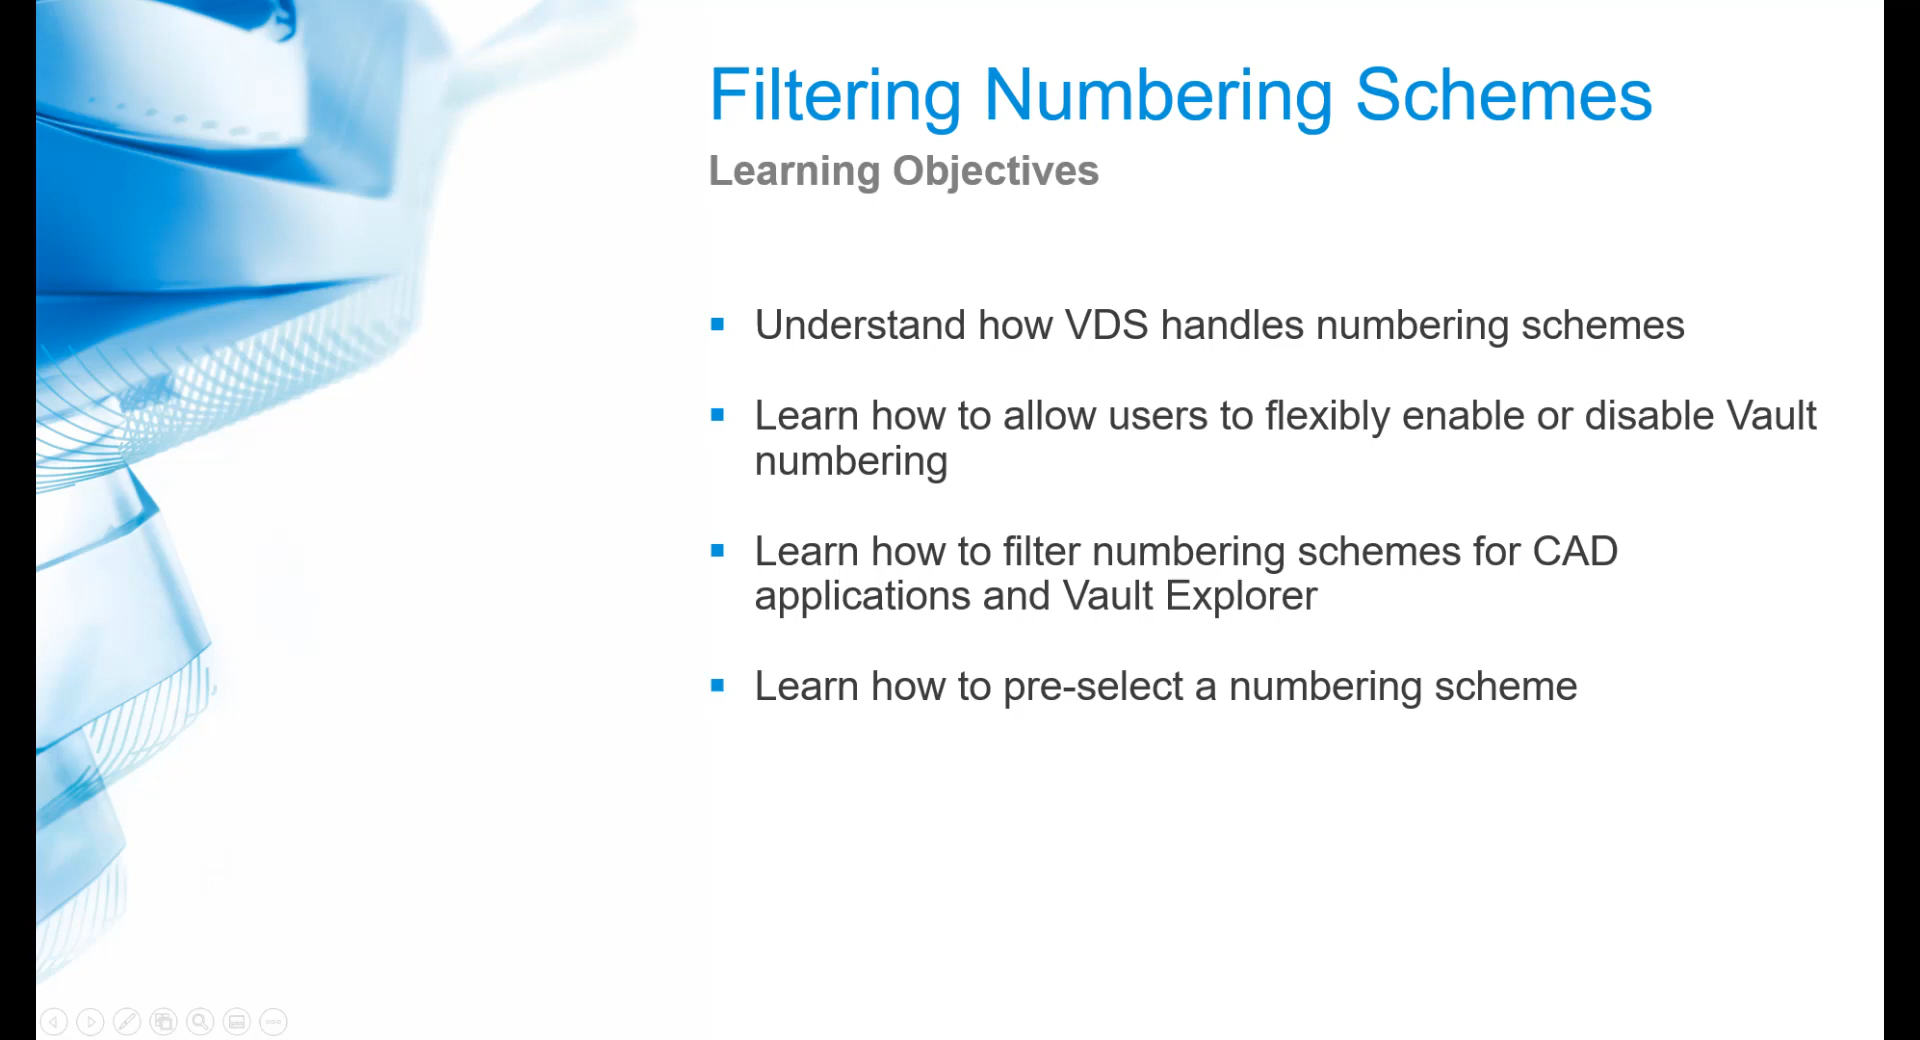 Filtering Numbering Schemes
Learning Objectives
Understand how VDS handles numbering schemes
Learn how to allow users to flexibly enable or disable Vault
numbering
Learn how to filter numbering schemes for CAD
applications and Vault Explorer
Learn how to pre-select a numbering scheme